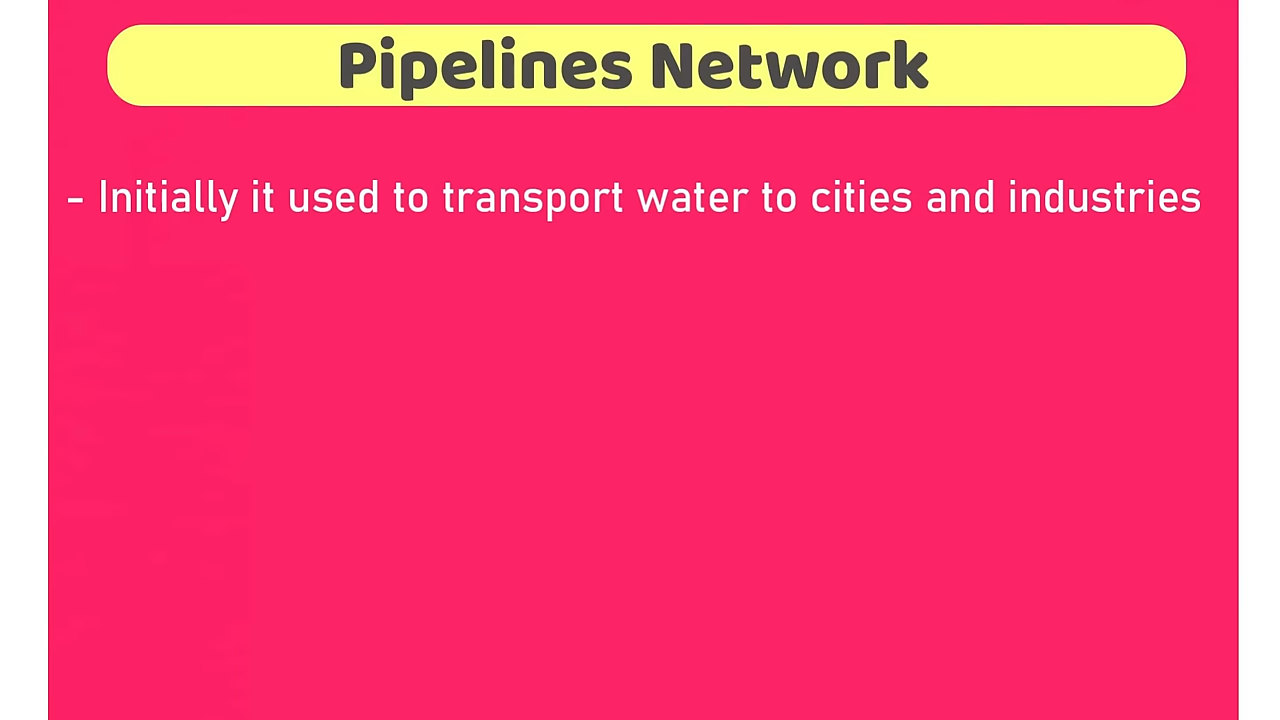 Pipelines Network
- Initially it used to transport water to cities and industries